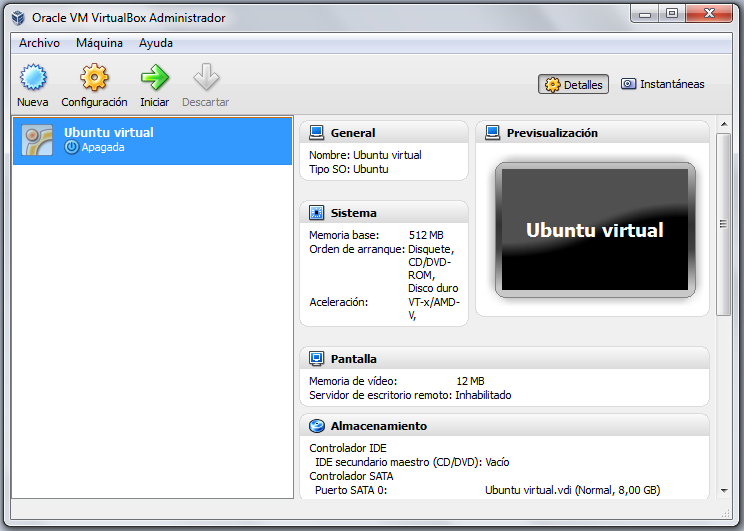 Oracle VM VirtualBox Administrador
Archivo Máquina Ayuda
Nueva Configuración Iniciar Descartar
Detalles Instantáneas
Ubuntu virtual
Apagada
General
Nombre: Ubuntu virtual
Tipo SO: Ubuntu
Previsualización
Ubuntu virtual
Sistema
Memoria base: 512 MB
Orden de arranque: Disquete,
CD/DVD-
ROM,
Disco duro
Aceleración: VT-x/AMD-
V,
Pantalla
Memoria de vídeo: 12 MB
Servidor de escritorio remoto: Inhabilitado
Almacenamiento
Controlador IDE
IDE secundario maestro (CD/DVD): Vacío
Controlador SATA
Puerto SATA 0: Ubuntu virtual.vdi (Normal, 8,00 GB)